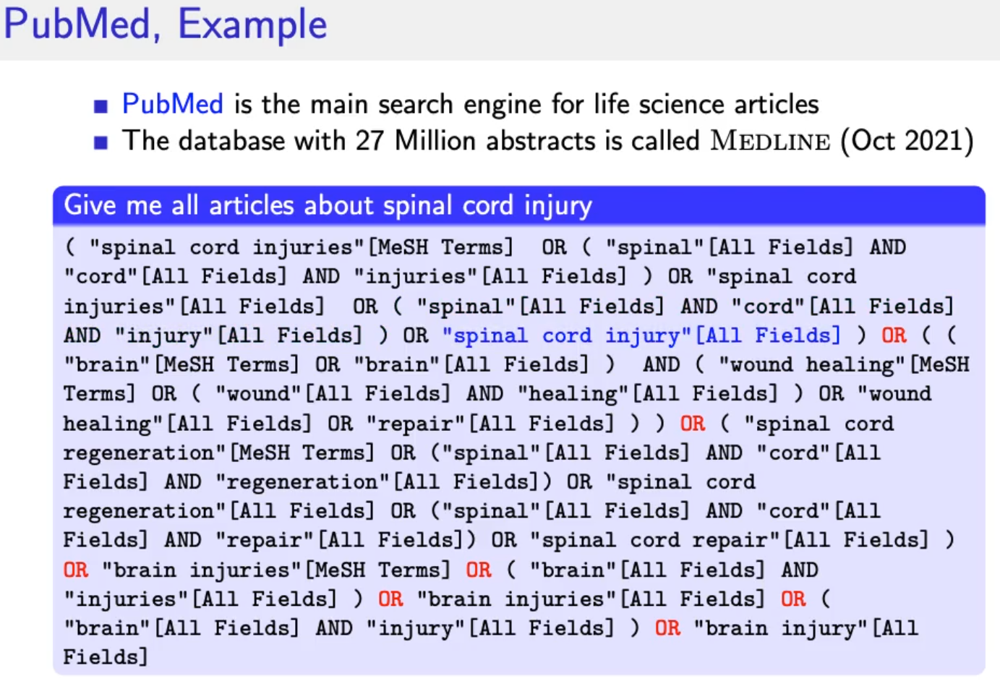 PubMed, Example
PubMed is the main search engine for life science articles
The database with 27 Million abstracts is called MEDLINE (Oct 2021)
Give me all articles about spinal cord injury
( "spinal cord injuries"[MeSH Terms]  OR ( "spinal"[All Fields] AND
"cord"[All Fields] AND "injuries"[All Fields] ) OR "spinal cord
injuries"[All Fields]  OR ( "spinal"[All Fields] AND "cord"[All Fields]
AND "injury"[All Fields] ) OR "spinal cord injury"[All Fields] ) OR ( (
"brain"[MeSH Terms] OR "brain"[All Fields] )  AND ( "wound healing"[MeSH
Terms] OR ( "wound"[All Fields] AND "healing"[All Fields] ) OR "wound
healing"[All Fields] OR "repair"[All Fields] ) ) OR ( "spinal cord
regeneration"[MeSH Terms] OR ("spinal"[All Fields] AND "cord"[All
Fields] AND "regeneration"[All Fields]) OR "spinal cord
regeneration"[All Fields] OR ("spinal"[All Fields] AND "cord"[All
Fields] AND "repair"[All Fields]) OR "spinal cord repair"[All Fields] )
OR "brain injuries"[MeSH Terms] OR ( "brain"[All Fields] AND
"injuries"[All Fields] ) OR "brain injuries"[All Fields] OR (
"brain"[All Fields] AND "injury"[All Fields] ) OR "brain injury"[All
Fields]